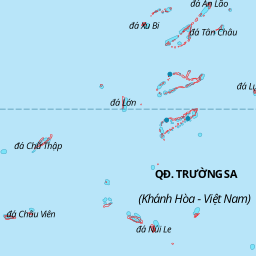 đá An Lão
đá Xu Bi
đá Tân Châu
đá Lớn
đá Chữ Thập
QĐ. TRƯỜNG SA
(Khánh Hòa - Việt Nam)
đá Châu Viên
đá Núi Le